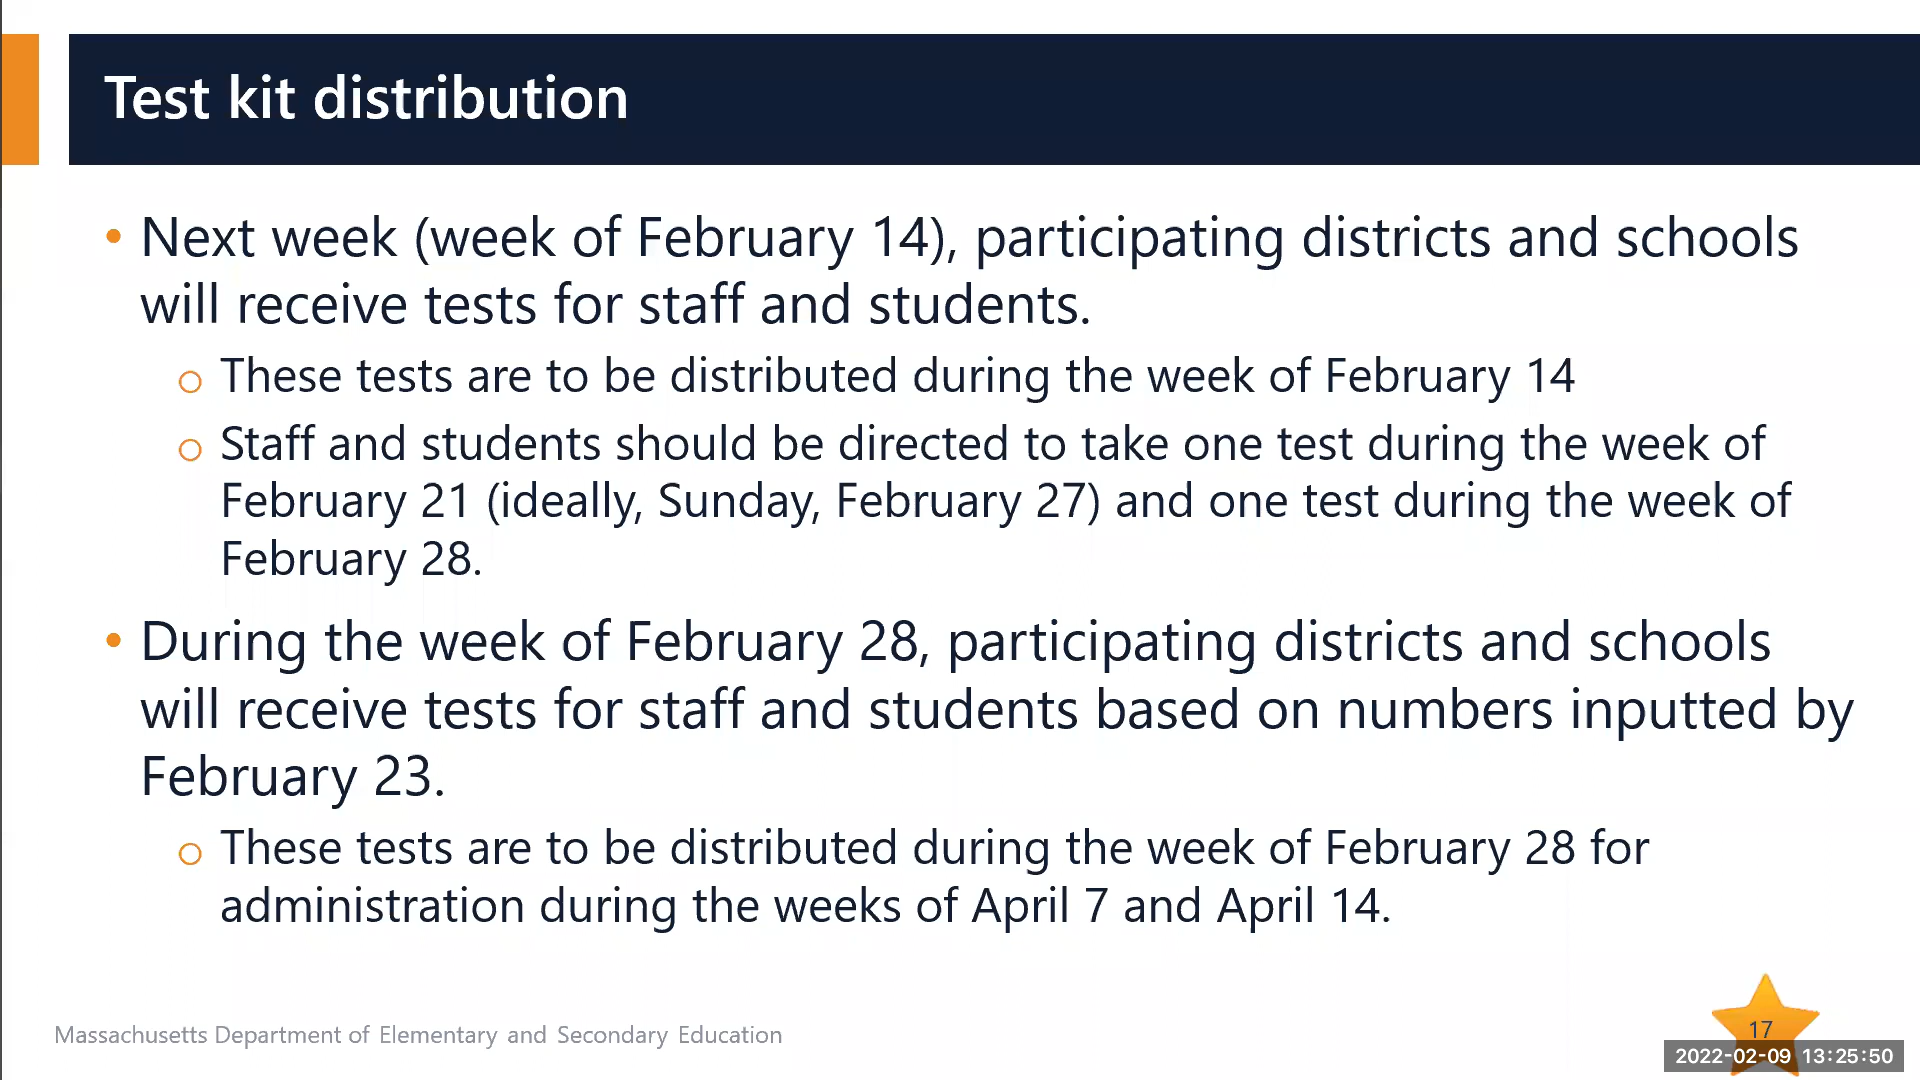 Test kit distribution
• Next week (week of February 14), participating districts and schools
will receive tests for staff and students.
o These tests are to be distributed during the week of February 14
o Staff and students should be directed to take one test during the week of
February 21 (ideally, Sunday, February 27) and one test during the week of
February 28.
• During the week of February 28, participating districts and schools
will receive tests for staff and students based on numbers inputted by
February 23.
o These tests are to be distributed during the week of February 28 for
administration during the weeks of April 7 and April 14.
Massachusetts Department of Elementary and Secondary Education
17
2022-02-09 13:25:50